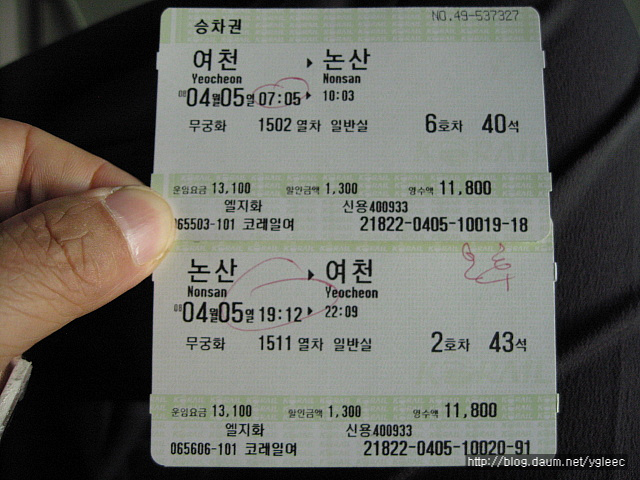 승차권
NO.49-537327
여천 ▶ 논산
Yeocheon Nonsan
08 04월05일 07:05 ▶ 10:03
무궁화 1502 열차 일반실 6호차 40석
운임요금 13,100 할인금액 1,300 영수액 11,800
엘지화 신용400933
065503-101 코레일여 21822-0405-10019-18
오후
논산 ▶ 여천
Nonsan Yeocheon
08 04월05일 19:12 ▶ 22:09
무궁화 1511 열차 일반실 2호차 43석
운임요금 13,100 할인금액 1,300 영수액 11,800
엘지화 신용400933
065606-101 코레일여 21822-0405-10020-91
http://blog.daum.net/ygleec